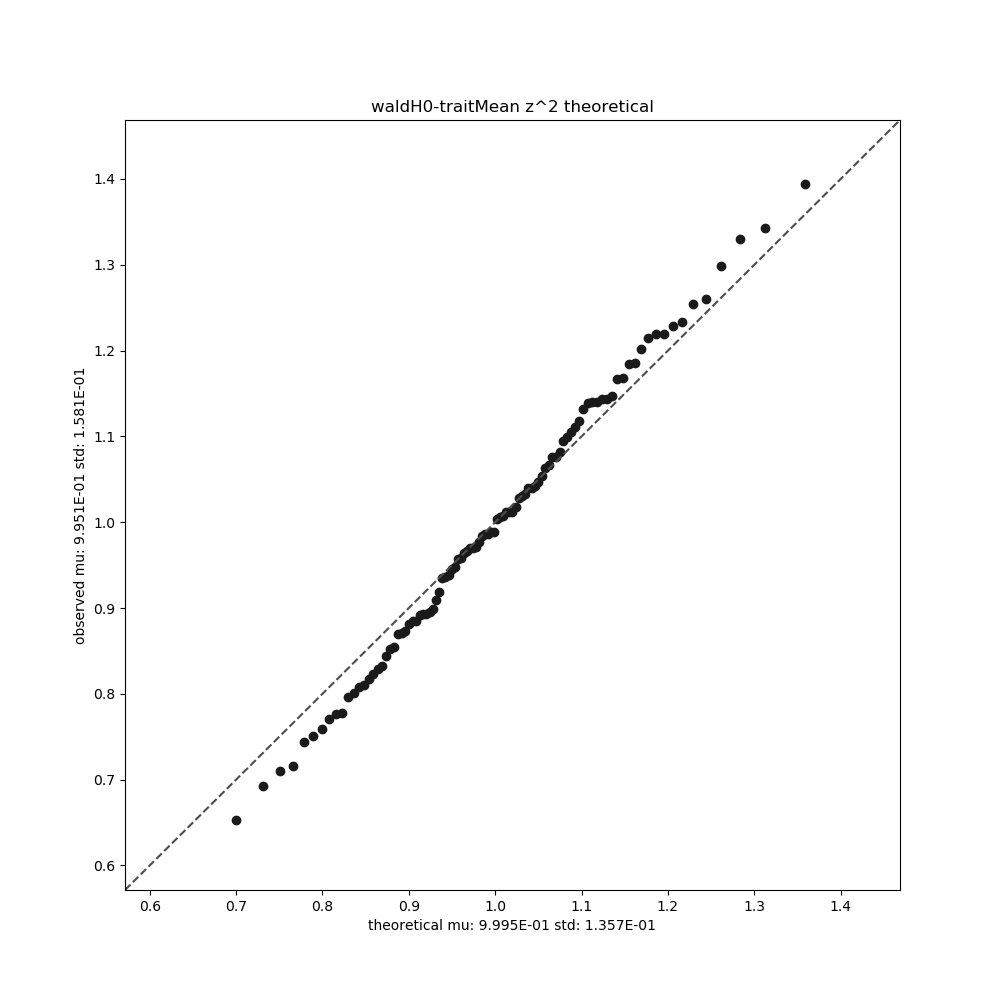 waldH0-traitMean z^2 theoretical
1.4
1.3
1.2
1.1
1.0
0.9
0.8
0.7
0.6
observed mu: 9.951E-01 std: 1.581E-01
0.6 0.7 0.8 0.9 1.0 1.1 1.2 1.3 1.4
theoretical mu: 9.995E-01 std: 1.357E-01